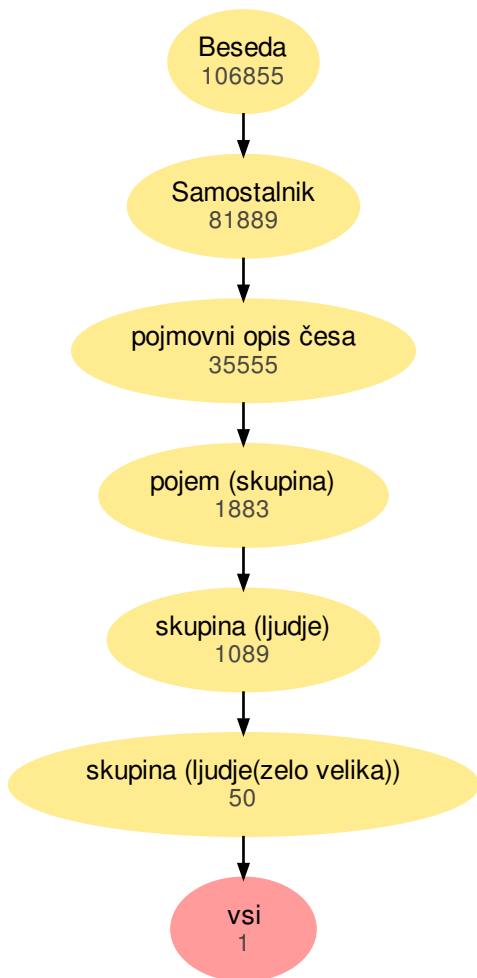 Beseda
106855
Samostalnik
81889
pojmovni opis česa
35555
pojem (skupina)
1883
skupina (ljudje)
1089
skupina (ljudje(zelo velika))
50
vsi
1